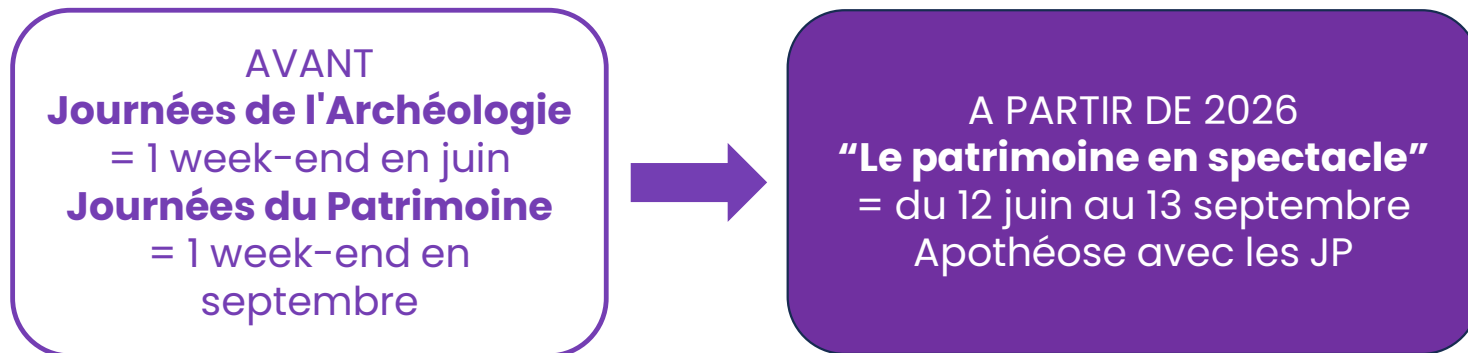 AVANT
Journées de l'Archéologie
= 1 week-end en juin
Journées du Patrimoine
= 1 week-end en
septembre
A PARTIR DE 2026
“Le patrimoine en spectacle”
= du 12 juin au 13 septembre
Apothéose avec les JP